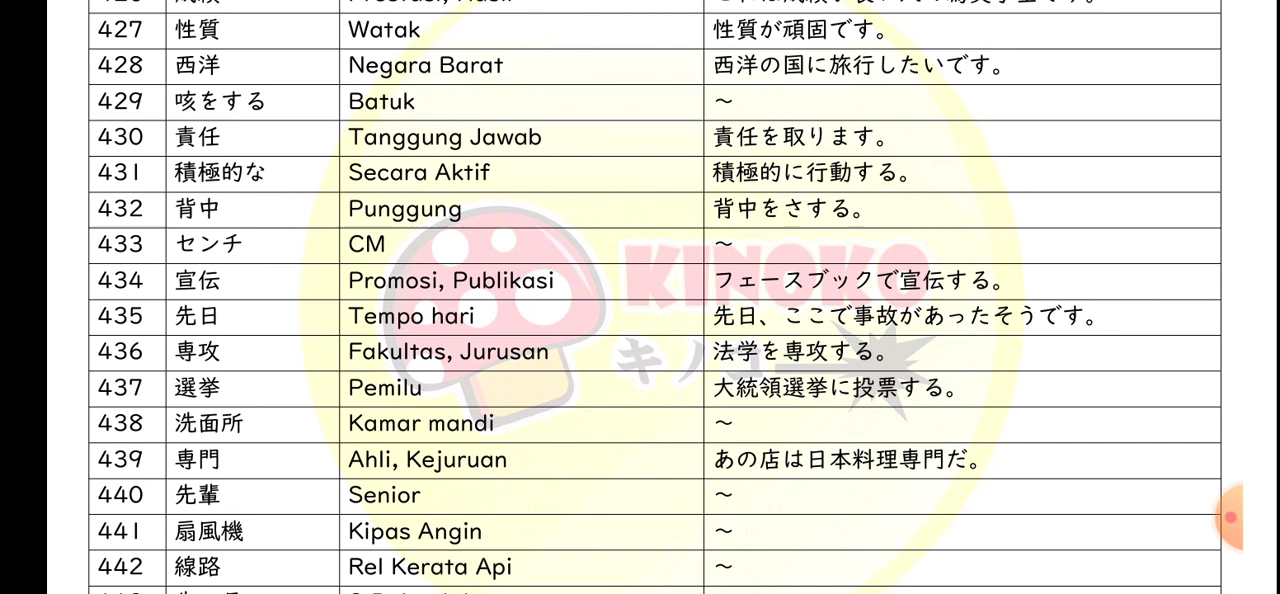 427 性質 Watak 性質が頑固です。
428 西洋 Negara Barat 西洋の国に旅行したいです。
429 咳をする Batuk ～
430 責任 Tanggung Jawab 責任を取ります。
431 積極的な Secara Aktif 積極的に行動する。
432 背中 Punggung 背中をさする。
433 センチ CM ～
434 宣伝 Promosi, Publikasi フェースブックで宣伝する。
435 先日 Tempo hari 先日、ここで事故があったそうです。
436 専攻 Fakultas, Jurusan 法学を専攻する。
437 選挙 Pemilu 大統領選挙に投票する。
438 洗面所 Kamar mandi ～
439 専門 Ahli, Kejuruan あの店は日本料理専門だ。
440 先輩 Senior ～
441 扇風機 Kipas Angin ～
442 線路 Rel Kerata Api ～
KINOKO
キノコ